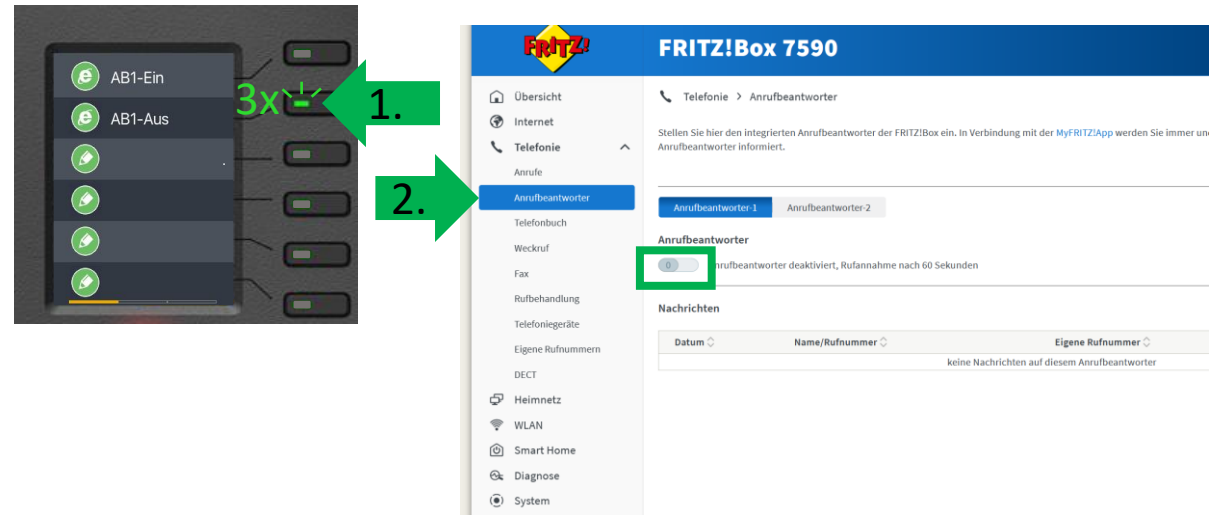 AB1-Ein
AB1-Aus
3x
1.
2.
FRITZ!
FRITZ!Box 7590
Übersicht
Internet
Telefonie
Anrufe
Anrufbeantworter
Telefonbuch
Weckruf
Fax
Rufbehandlung
Telefoniegeräte
Eigene Rufnummern
DECT
Heimnetz
WLAN
Smart Home
Diagnose
System
Telefonie > Anrufbeantworter
Stellen Sie hier den integrierten Anrufbeantworter der FRITZ!Box ein. In Verbindung mit der MyFRITZ!App werden Sie immer un
Anrufbeantworter informiert.
Anrufbeantworter-1 Anrufbeantworter-2
Anrufbeantworter
0 nrufbeantworter deaktiviert, Rufannahme nach 60 Sekunden
Nachrichten
Datum Name/Rufnummer Eigene Rufnummer
keine Nachrichten auf diesem Anrufbeantworter